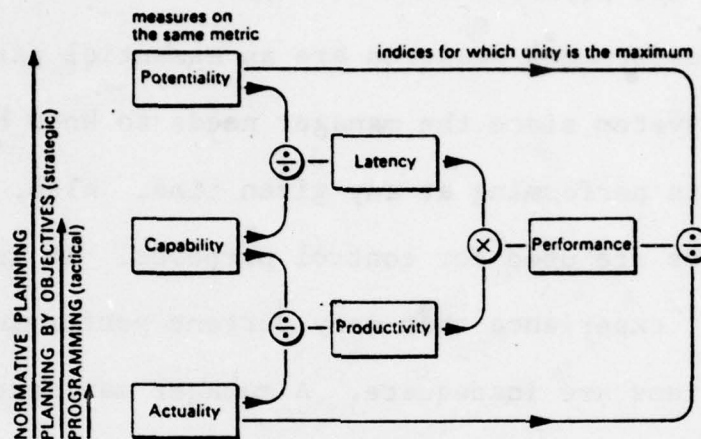 measures on
the same metric
indices for which unity is the maximum
Potentiality
÷
Latency
Capability
×
Performance
÷
÷
Productivity
Actuality
NORMATIVE PLANNING
PLANNING BY OBJECTIVES (strategic)
PROGRAMMING (tactical)